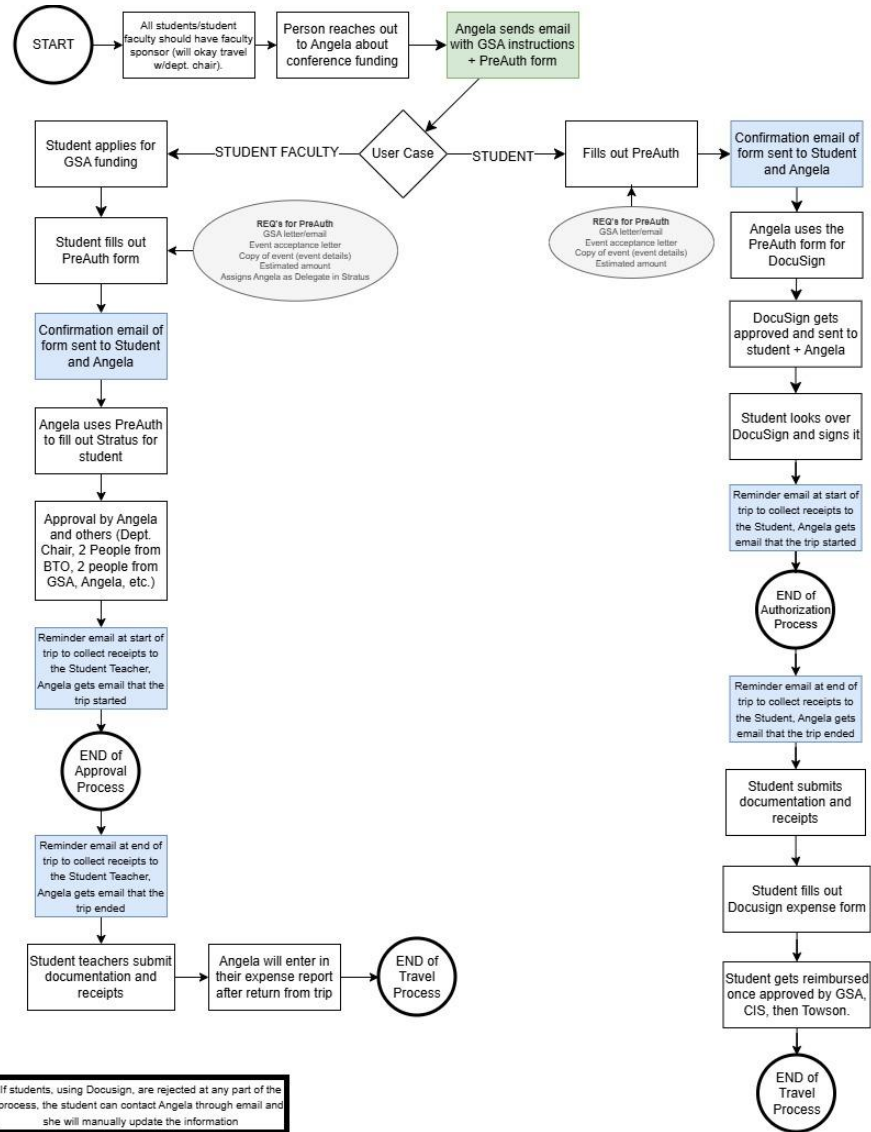 START
All students/student
faculty should have faculty
sponsor (will okay travel
w/dept. chair).
Person reaches out
to Angela about
conference funding
Angela sends email
with GSA instructions
+ PreAuth form
User Case
STUDENT FACULTY
STUDENT
Student applies for
GSA funding
Student fills out
PreAuth form
REQ's for PreAuth
GSA letter/email
Event acceptance letter
Copy of event (event details)
Estimated amount
Assigns Angela as Delegate in Stratus
Confirmation email of
form sent to Student
and Angela
Angela uses PreAuth
to fill out Stratus for
student
Approval by Angela
and others (Dept.
Chair, 2 People from
BTO, 2 people from
GSA, Angela, etc.)
Reminder email at start of
trip to collect receipts to
the Student Teacher,
Angela gets email that the
trip started
END of
Approval
Process
Reminder email at end of
trip to collect receipts to
the Student Teacher,
Angela gets email that the
trip ended
Student teachers submit
documentation and
receipts
Angela will enter in
their expense report
after return from trip
END of
Travel
Process
Fills out PreAuth
REQ's for PreAuth
GSA letter/email
Event acceptance letter
Copy of event (event details)
Estimated amount
Confirmation email of
form sent to Student
and Angela
Angela uses the
PreAuth form for
DocuSign
DocuSign gets
approved and sent to
student + Angela
Student looks over
DocuSign and signs it
Reminder email at start of
trip to collect receipts to
the Student, Angela gets
email that the trip started
END of
Authorization
Process
Reminder email at end of
trip to collect receipts to
the Student, Angela gets
email that the trip ended
Student submits
documentation and
receipts
Student fills out
Docusign expense form
Student gets reimbursed
once approved by GSA,
CIS, then Towson.
END of
Travel
Process
If students, using Docusign, are rejected at any part of the
process, the student can contact Angela through email and
she will manually update the information